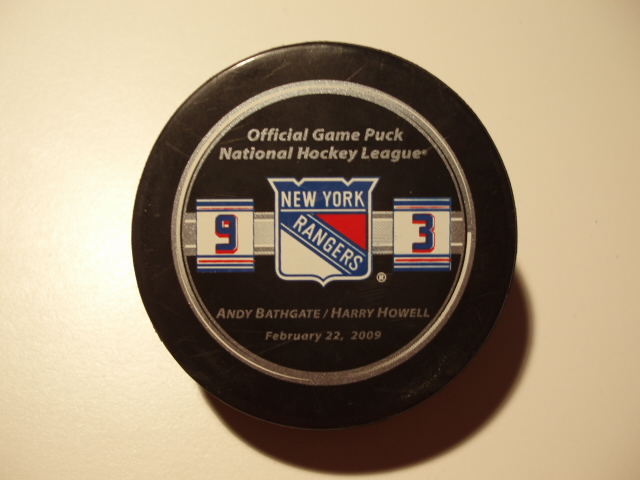 Official Game Puck
National Hockey League®
9
NEW YORK
RANGERS
®
3
ANDY BATHGATE / HARRY HOWELL
February 22, 2009